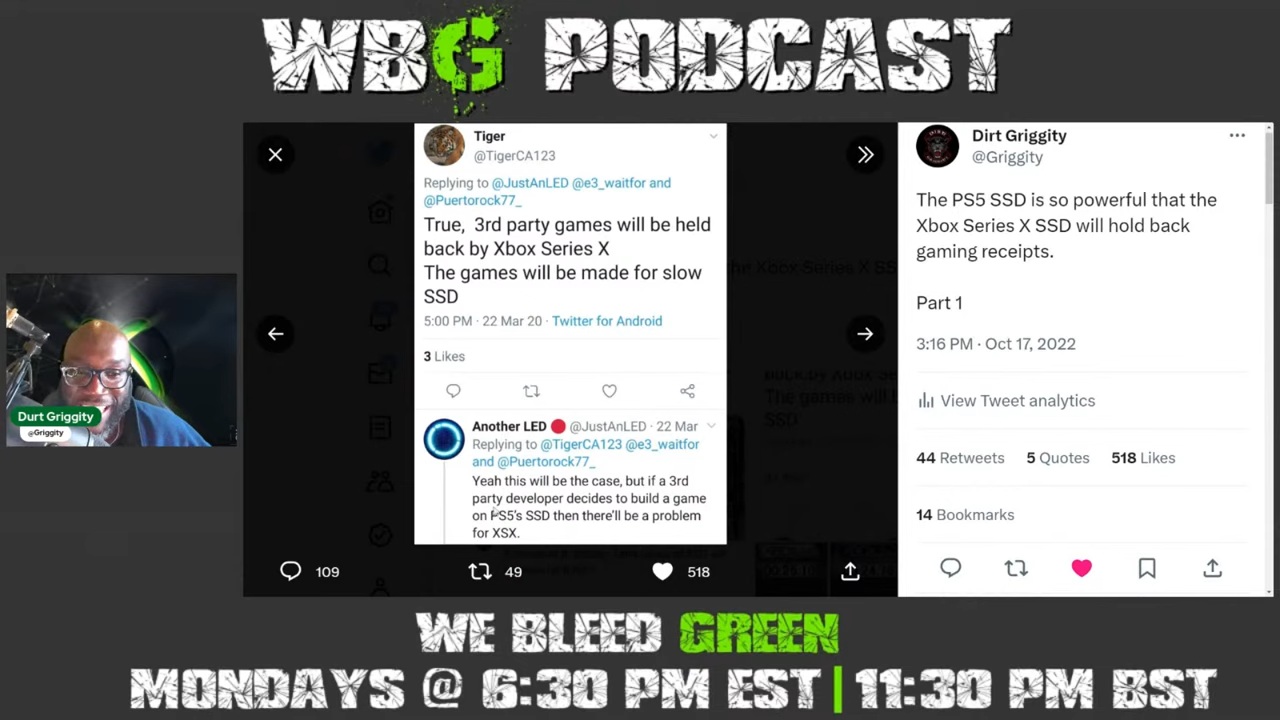 WBG PODCAST
Tiger
@TigerCA123
Replying to @JustAnLED @e3_waitfor and
@Puertorock77_
True, 3rd party games will be held
back by Xbox Series X
The games will be made for slow
SSD
5:00 PM · 22 Mar 20 · Twitter for Android
3 Likes
Another LED 🔴 @JustAnLED · 22 Mar
Replying to @TigerCA123 @e3_waitfor
and @Puertorock77_
Yeah this will be the case, but if a 3rd
party developer decides to build a game
on PS5's SSD then there'll be a problem
for XSX.
109
49
518
Dirt Griggity
@Griggity
The PS5 SSD is so powerful that the
Xbox Series X SSD will hold back
gaming receipts.
Part 1
3:16 PM · Oct 17, 2022
View Tweet analytics
44 Retweets 5 Quotes 518 Likes
14 Bookmarks
Durt Griggity
@Griggity
WE BLEED GREEN
MONDAYS @ 6:30 PM EST | 11:30 PM BST